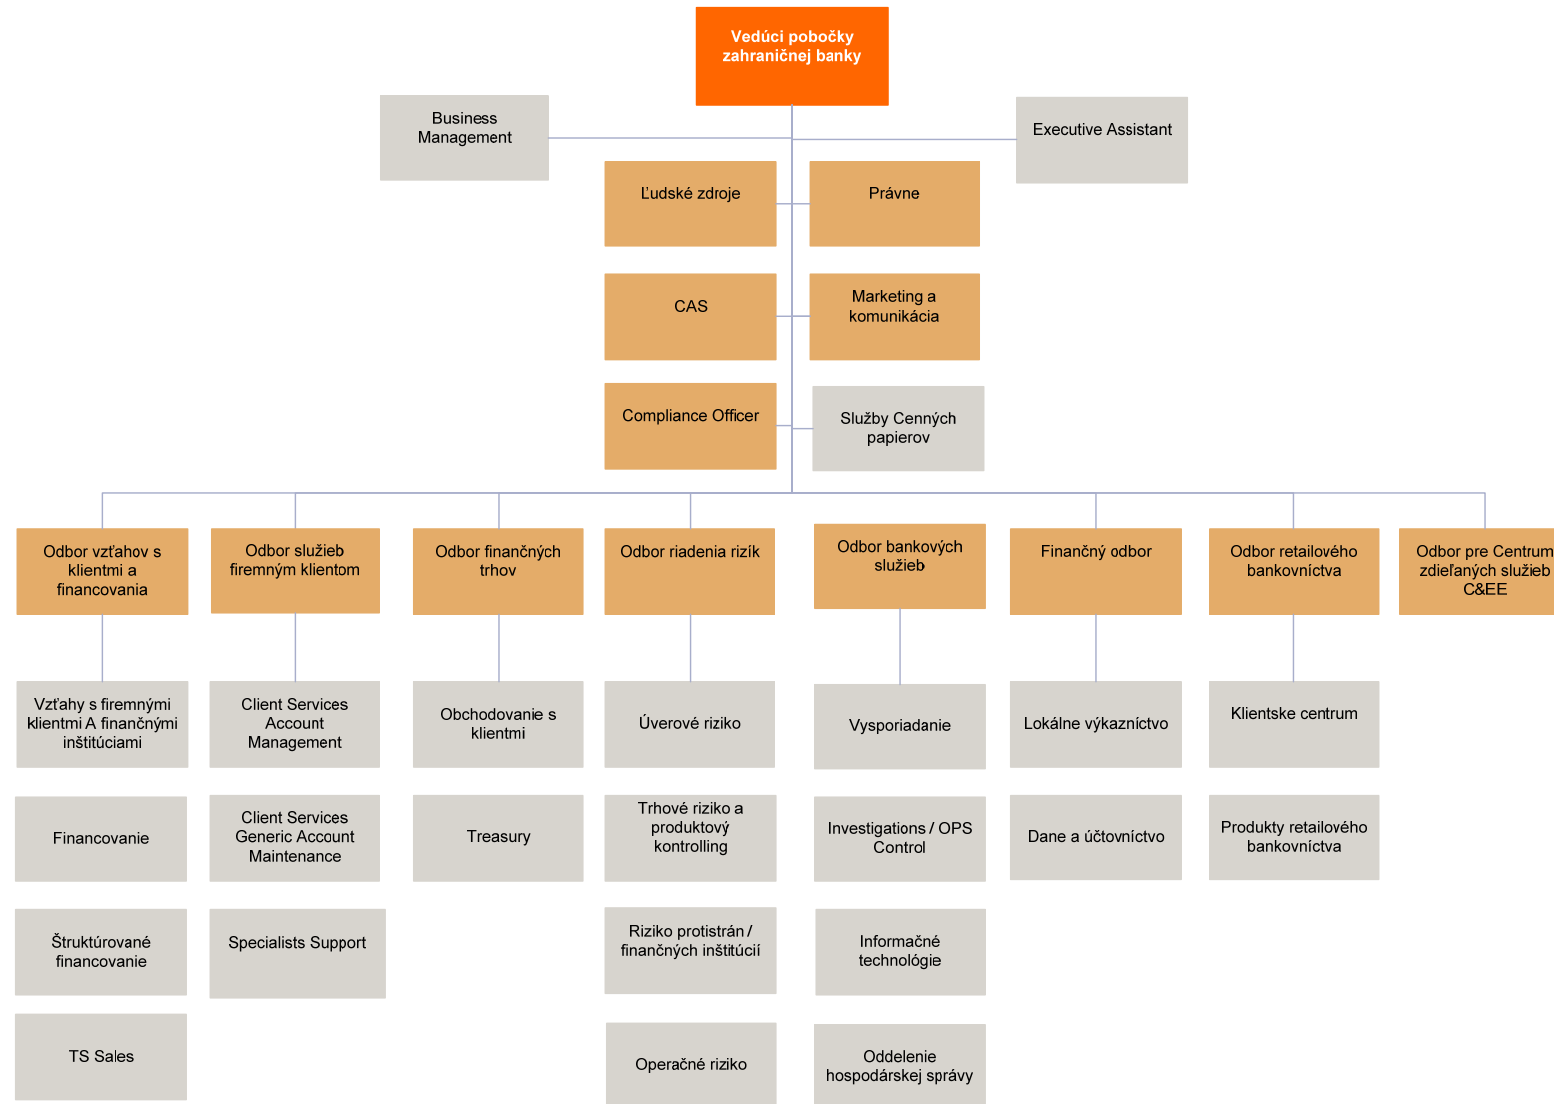 Vedúci pobočky
zahraničnej banky
Business
Management
Executive Assistant
Ľudské zdroje
Právne
CAS
Marketing a
komunikácia
Compliance Officer
Služby Cenných
papierov
Odbor vzťahov s
klientmi a
financovania
Odbor služieb
firemným klientom
Odbor finančných
trhov
Odbor riadenia rizík
Odbor bankových
služieb
Finančný odbor
Odbor retailového
bankovníctva
Odbor pre Centrum
zdieľaných služieb
C&EE
Vzťahy s firemnými
klientmi A finančnými
inštitúciami
Client Services
Account
Management
Obchodovanie s
klientmi
Úverové riziko
Vysporiadanie
Lokálne výkazníctvo
Klientske centrum
Financovanie
Client Services
Generic Account
Maintenance
Treasury
Trhové riziko a
produktový
kontrolling
Investigations / OPS
Control
Dane a účtovníctvo
Produkty retailového
bankovníctva
Štruktúrované
financovanie
Specialists Support
Riziko protistrán /
finančných inštitúcií
Informačné
technológie
TS Sales
Operačné riziko
Oddelenie
hospodárskej správy